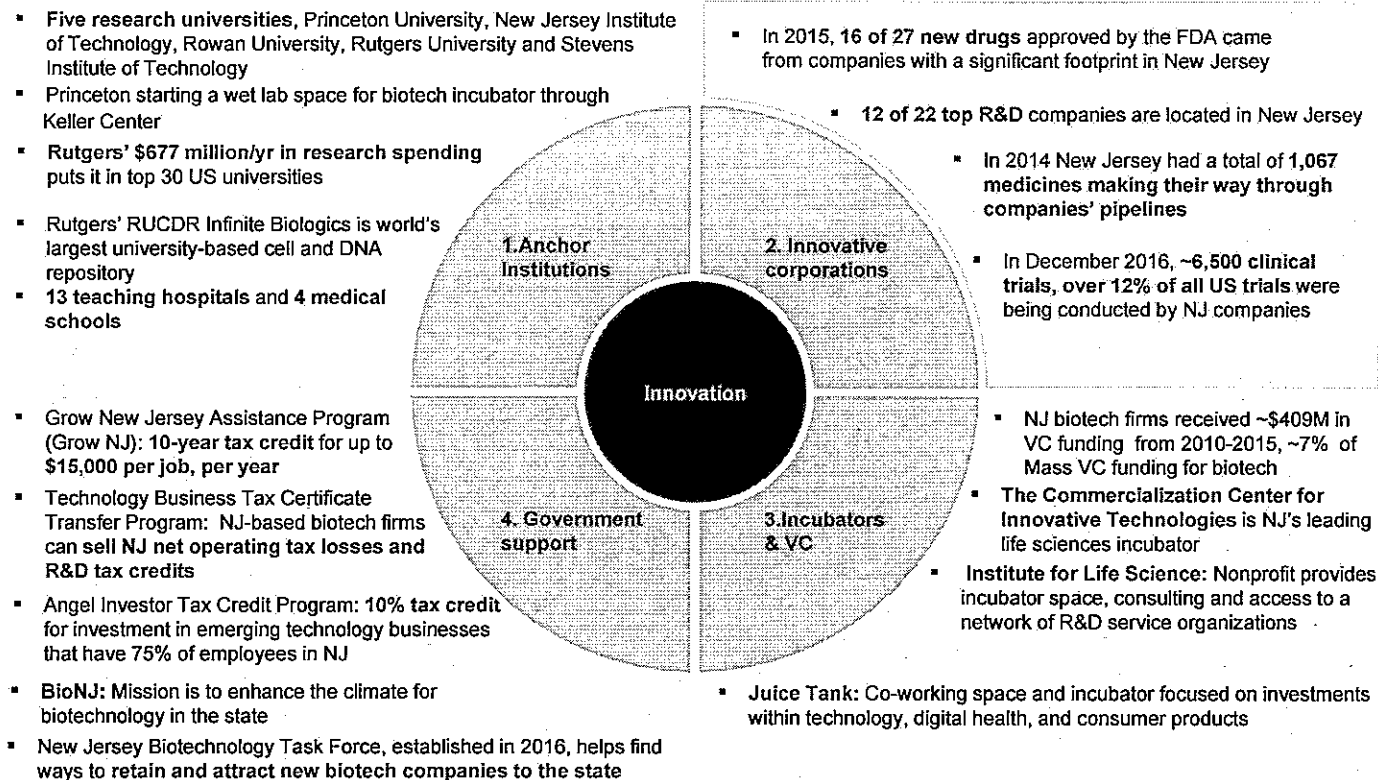 ▪ Five research universities, Princeton University, New Jersey Institute
of Technology, Rowan University, Rutgers University and Stevens
Institute of Technology
▪ Princeton starting a wet lab space for biotech incubator through
Keller Center
▪ Rutgers' $677 million/yr in research spending
puts it in top 30 US universities
▪ Rutgers' RUCDR Infinite Biologics is world's
largest university-based cell and DNA
repository
▪ 13 teaching hospitals and 4 medical
schools
1.Anchor
Institutions
▪ In 2015, 16 of 27 new drugs approved by the FDA came
from companies with a significant footprint in New Jersey
▪ 12 of 22 top R&D companies are located in New Jersey
▪ In 2014 New Jersey had a total of 1,067
medicines making their way through
companies' pipelines
▪ In December 2016, ~6,500 clinical
trials, over 12% of all US trials were
being conducted by NJ companies
2. Innovative
corporations
Innovation
▪ Grow New Jersey Assistance Program
(Grow NJ): 10-year tax credit for up to
$15,000 per job, per year
▪ Technology Business Tax Certificate
Transfer Program: NJ-based biotech firms
can sell NJ net operating tax losses and
R&D tax credits
▪ Angel Investor Tax Credit Program: 10% tax credit
for investment in emerging technology businesses
that have 75% of employees in NJ
▪ BioNJ: Mission is to enhance the climate for
biotechnology in the state
▪ New Jersey Biotechnology Task Force, established in 2016, helps find
ways to retain and attract new biotech companies to the state
4. Government
support
3.Incubators
& VC
▪ NJ biotech firms received ~$409M in
VC funding from 2010-2015, ~7% of
Mass VC funding for biotech
▪ The Commercialization Center for
Innovative Technologies is NJ's leading
life sciences incubator
▪ Institute for Life Science: Nonprofit provides
incubator space, consulting and access to a
network of R&D service organizations
▪ Juice Tank: Co-working space and incubator focused on investments
within technology, digital health, and consumer products